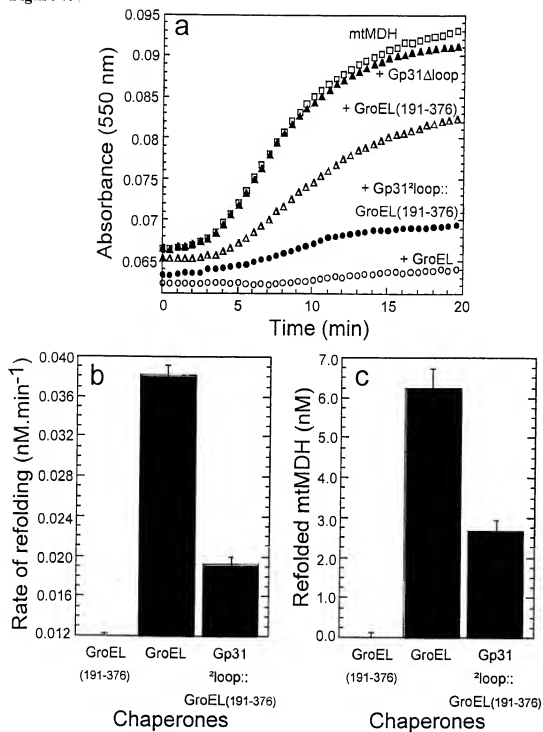 a
0.095
0.09
0.085
0.08
0.07
0.065
Absorbance (550 nm)
mtMDH
+ Gp31Δloop
+ GroEL(191-376)
+ Gp31²loop::
GroEL(191-376)
+ GroEL
0 5 10 15 20
Time (min)
b
0.040
0.036
0.032
0.028
0.024
0.020
0.016
0.012
Rate of refolding (nM.min⁻¹)
GroEL GroEL Gp31
(191-376) ²loop::
GroEL(191-376)
Chaperones
c
7.0
6.0
5.0
4.0
3.0
2.0
1.0
0.0
Refolded mtMDH (nM)
GroEL GroEL Gp31
(191-376) ²loop::
GroEL(191-376)
Chaperones